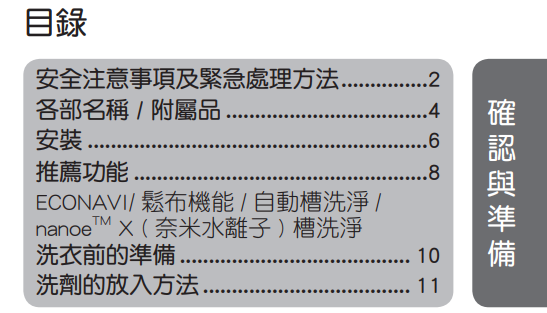 目錄
安全注意事項及緊急處理方法...............2
各部名稱 / 附屬品...................................4
安裝...........................................................6
推薦功能...................................................8
ECONAVI/ 鬆布機能 / 自動槽洗淨 /
nanoe™ X ( 奈米水離子 ) 槽洗淨
洗衣前的準備........................................ 10
洗劑的放入方法.................................... 11
確認與準備